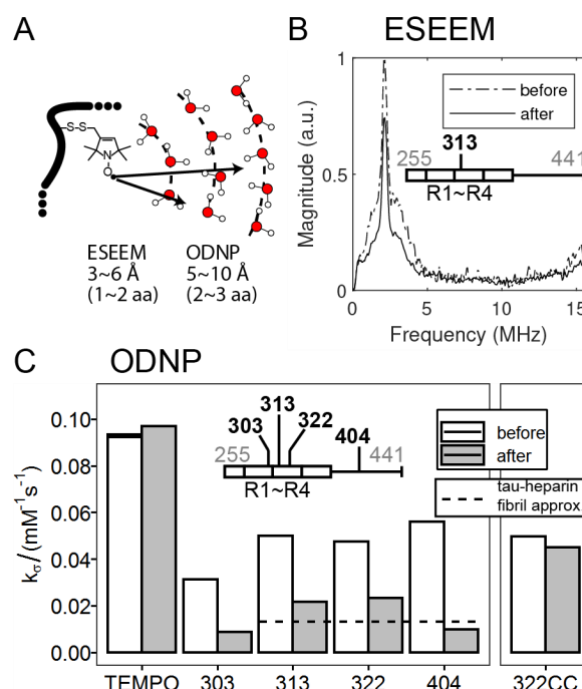 A
-S-S-
N
O
ESEEM
3~6 Å
(1~2 aa)
ODNP
5~10 Å
(2~3 aa)
B
ESEEM
Magnitude (a.u.)
1
0.5
0
before
after
313
255
441
R1~R4
0
5
10
15
Frequency (MHz)
C
ODNP
kσ/(mM⁻¹s⁻¹)
0.10
0.08
0.06
0.04
0.02
0.00
303
313
322
404
255
441
R1~R4
before
after
tau-heparin
fibril approx.
TEMPO
303
313
322
404
322CC